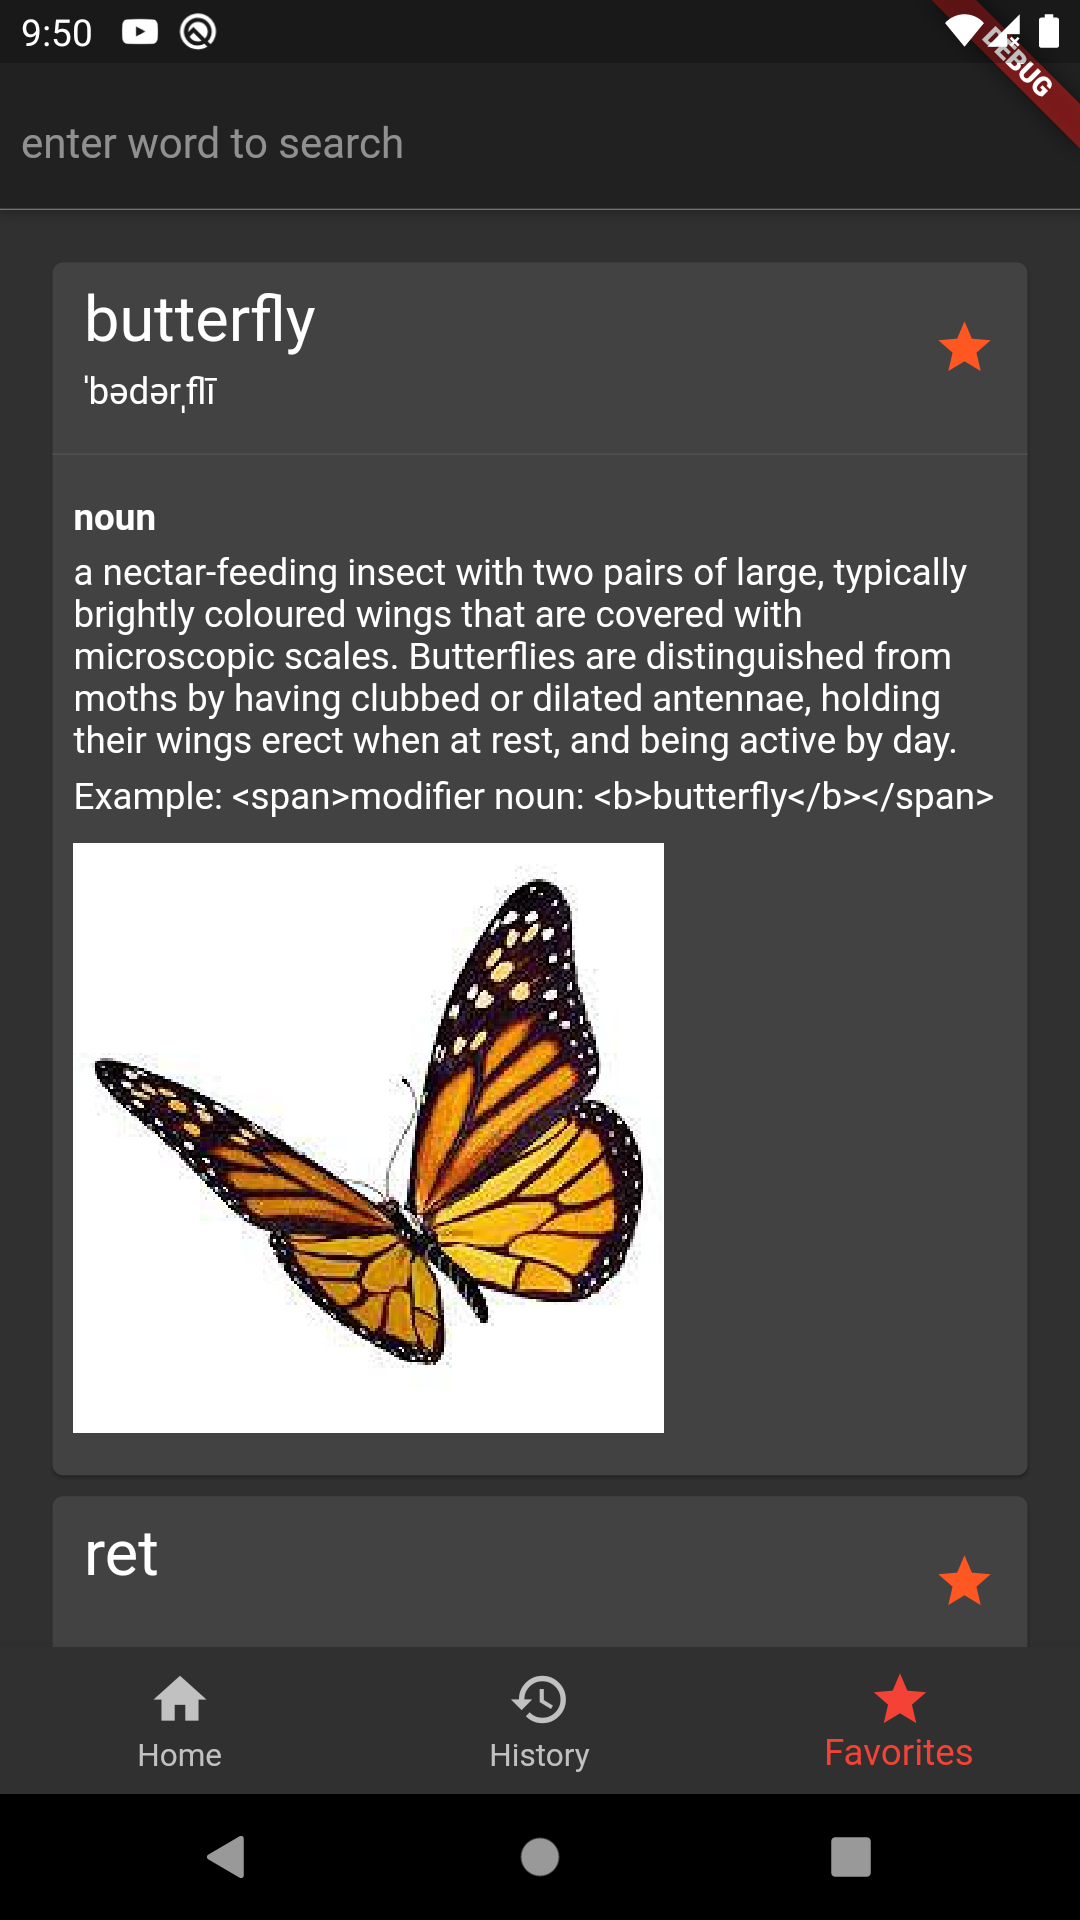 9:50
DEBUG
enter word to search
butterfly
ˈbədərˌflī
noun
a nectar-feeding insect with two pairs of large, typically
brightly coloured wings that are covered with
microscopic scales. Butterflies are distinguished from
moths by having clubbed or dilated antennae, holding
their wings erect when at rest, and being active by day.
Example: <span>modifier noun: <b>butterfly</b></span>
ret
Home
History
Favorites